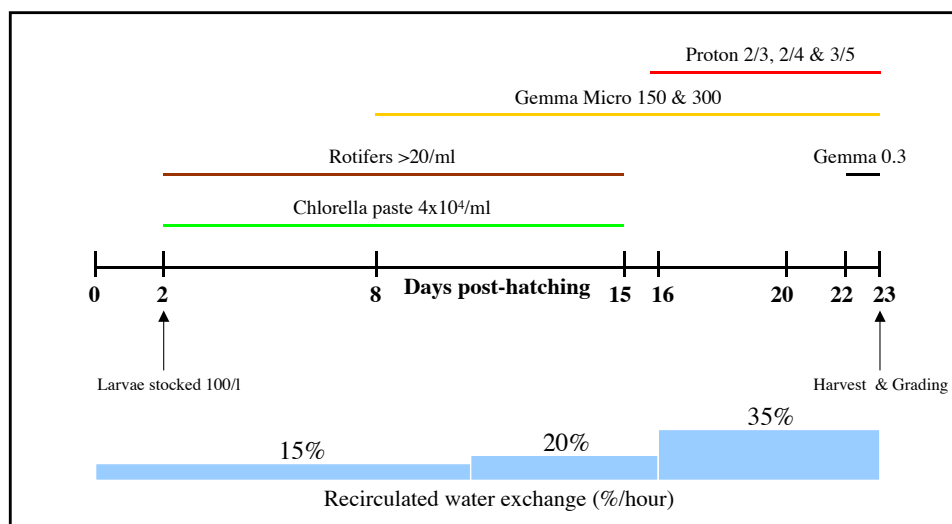 Proton 2/3, 2/4 & 3/5
Gemma Micro 150 & 300
Rotifers >20/ml
Gemma 0.3
Chlorella paste 4x10⁴/ml
0 2 8 Days post-hatching 15 16 20 22 23
Larvae stocked 100/l
Harvest & Grading
15%
20%
35%
Recirculated water exchange (%/hour)